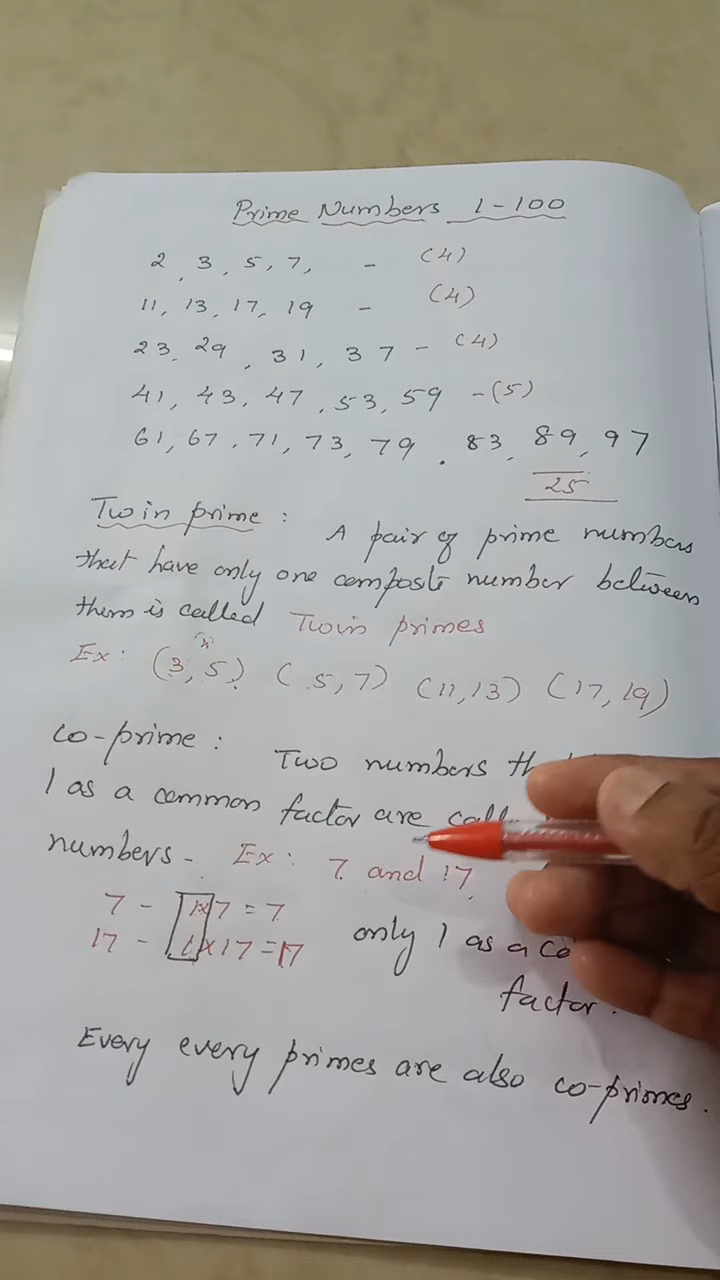 Prime Numbers 1-100
2, 3, 5, 7, - (4)
11, 13, 17, 19 - (4)
23, 29, 31, 37 - (4)
41, 43, 47, 53, 59 - (5)
61, 67, 71, 73, 79, 83, 89, 97
25
Twin prime : A pair of prime numbers
that have only one composite number between
them is called Twin primes
Ex: (3, 5) (5, 7) (11, 13) (17, 19)
Co-prime : Two numbers
1 as a common factor are
numbers- Ex: 7 and 17
7 - 1x7 = 7
17 - 1x17 = 17 only 1 as a
factor.
Every every primes are also co-primes.